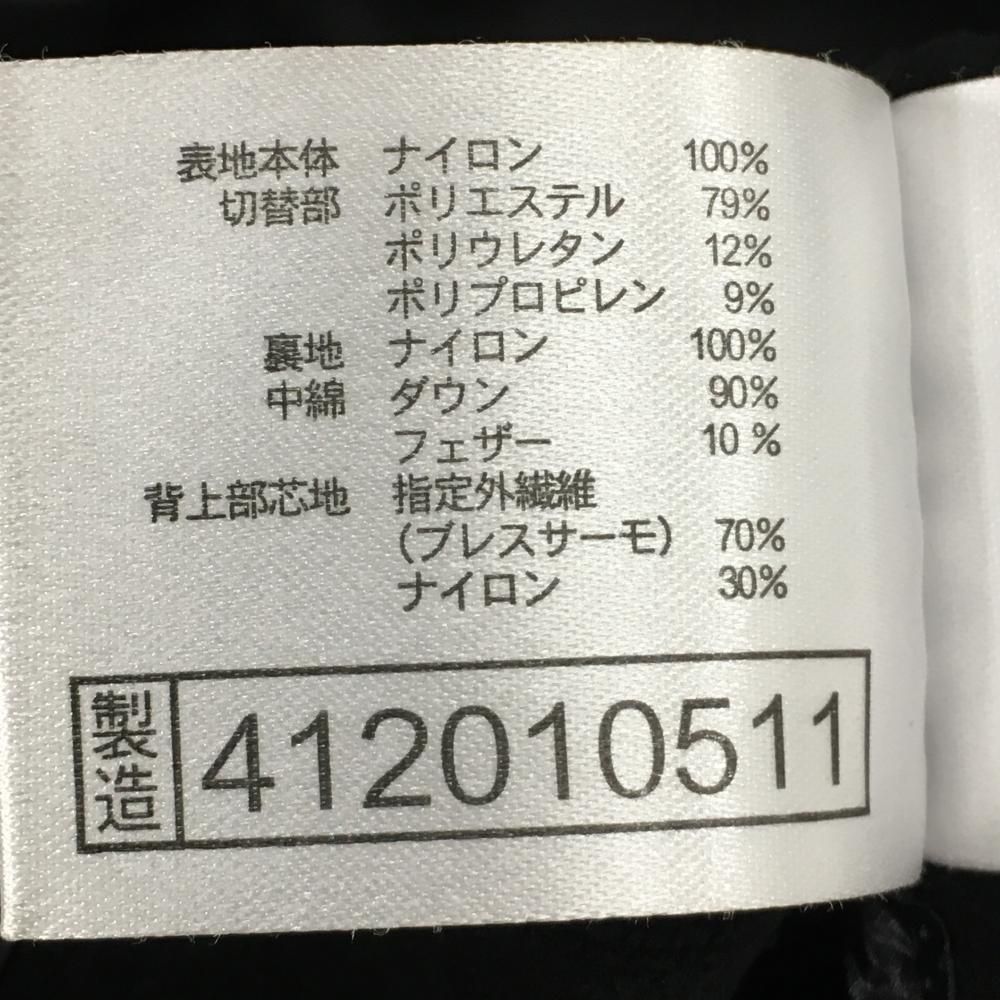 表地本体 ナイロン 100%
切替部 ポリエステル 79%
ポリウレタン 12%
ポリプロピレン 9%
裏地 ナイロン 100%
中綿 ダウン 90%
フェザー 10 %
背上部芯地 指定外繊維
(ブレスサーモ) 70%
ナイロン 30%
製造 412010511